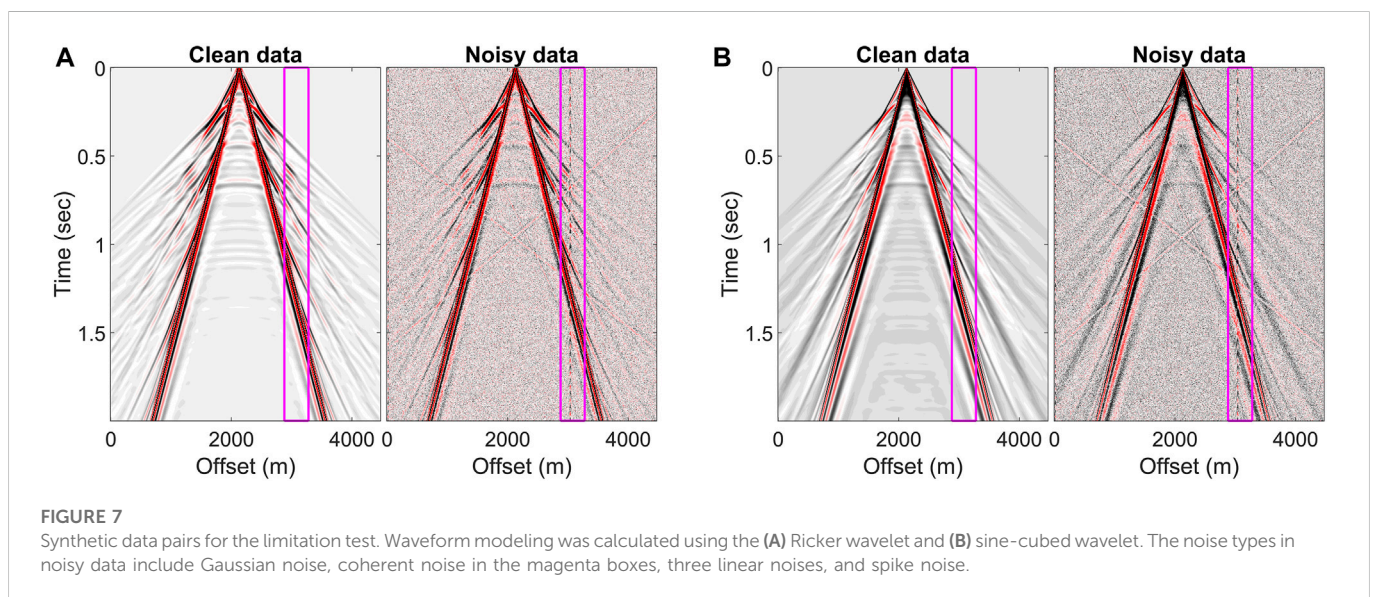 A
Clean data
Noisy data
B
Clean data
Noisy data
0
0.5
1
1.5
Time (sec)
0
2000
4000
0
2000
4000
Offset (m)
Offset (m)
0
0.5
1
1.5
Time (sec)
0
2000
4000
0
2000
4000
Offset (m)
Offset (m)
FIGURE 7
Synthetic data pairs for the limitation test. Waveform modeling was calculated using the (A) Ricker wavelet and (B) sine-cubed wavelet. The noise types in
noisy data include Gaussian noise, coherent noise in the magenta boxes, three linear noises, and spike noise.